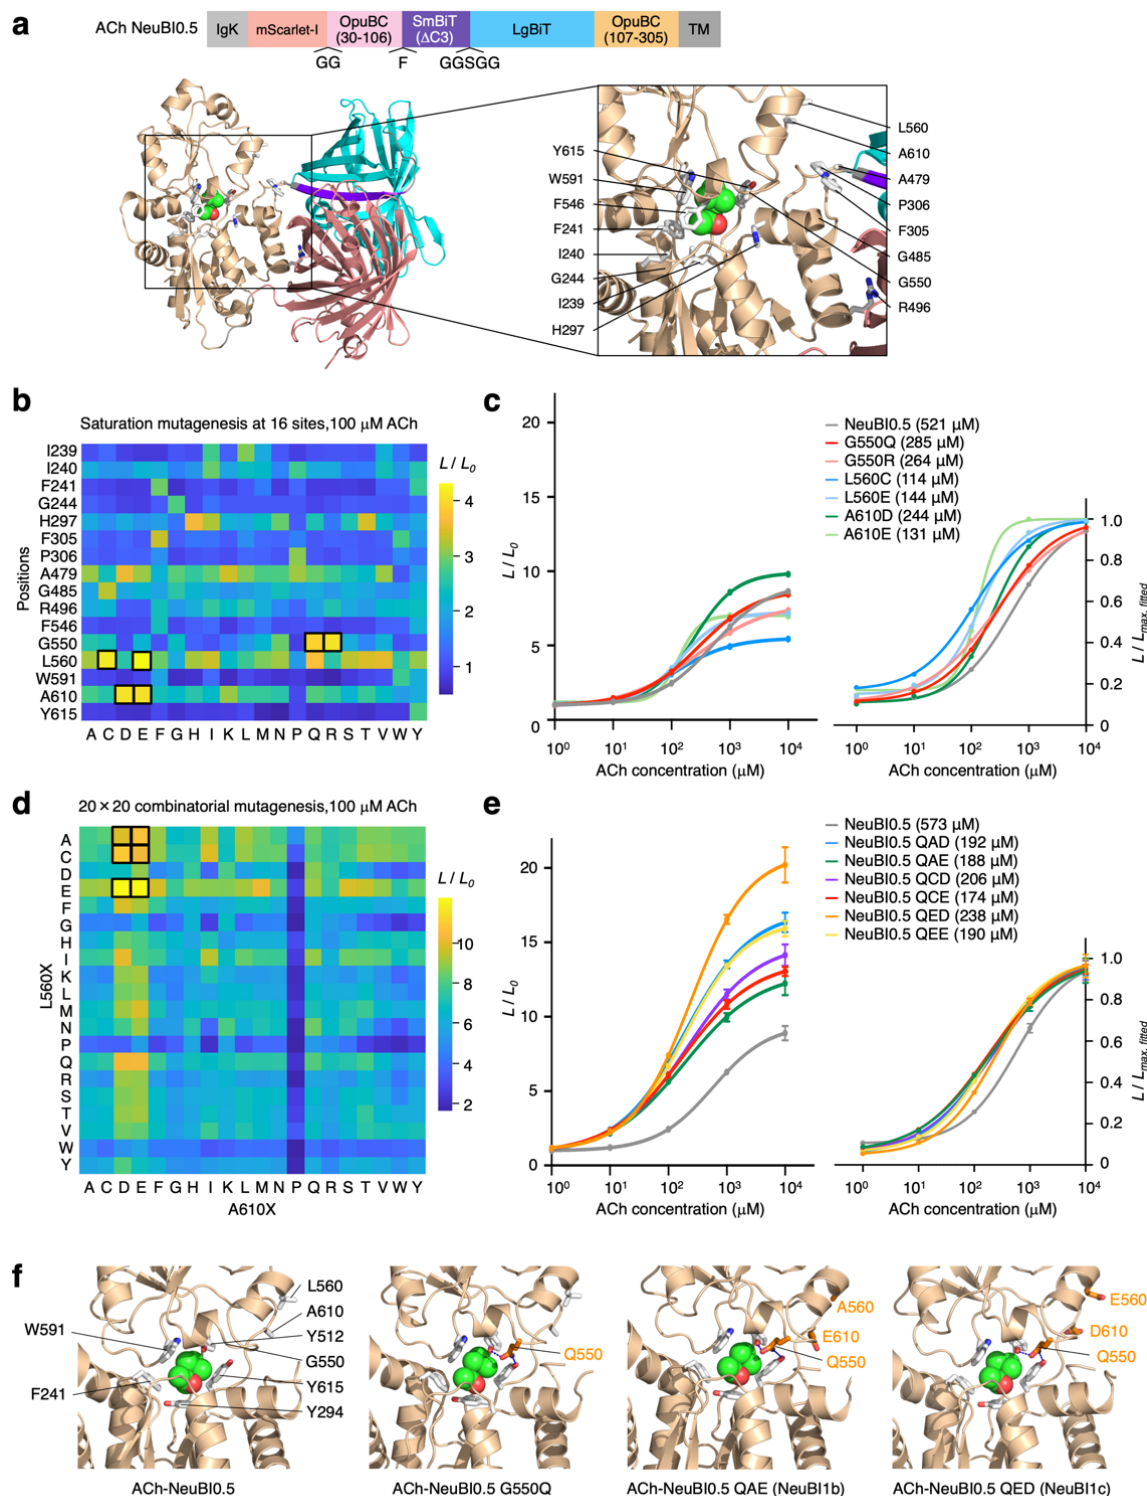 a
ACh NeuBI0.5
IgK
mScarlet-I
OpuBC
(30-106)
SmBiT
(ΔC3)
LgBiT
OpuBC
(107-305)
TM
GG
F
GGSGG
Y615
W591
F546
F241
I240
G244
I239
H297
L560
A610
A479
P306
F305
G485
G550
R496
b
Saturation mutagenesis at 16 sites,100 μM ACh
Positions
I239
I240
F241
G244
H297
F305
P306
A479
G485
R496
F546
G550
L560
W591
A610
Y615
A C D E F G H I K L M N P Q R S T V W Y
L / L0
4
3
2
1
c
L / L0
20
15
10
5
0
10⁰ 10¹ 10² 10³ 10⁴
ACh concentration (μM)
NeuBI0.5 (521 μM)
G550Q (285 μM)
G550R (264 μM)
L560C (114 μM)
L560E (144 μM)
A610D (244 μM)
A610E (131 μM)
1.0
0.8
0.6
0.4
0.2
0
L / Lmax, fitted
10⁰ 10¹ 10² 10³ 10⁴
ACh concentration (μM)
d
20 × 20 combinatorial mutagenesis,100 μM ACh
L560X
A
C
D
E
F
G
H
I
K
L
M
N
P
Q
R
S
T
V
W
Y
A C D E F G H I K L M N P Q R S T V W Y
A610X
L / L0
10
8
6
4
2
e
L / L0
20
15
10
5
0
10⁰ 10¹ 10² 10³ 10⁴
ACh concentration (μM)
NeuBI0.5 (573 μM)
NeuBI0.5 QAD (192 μM)
NeuBI0.5 QAE (188 μM)
NeuBI0.5 QCD (206 μM)
NeuBI0.5 QCE (174 μM)
NeuBI0.5 QED (238 μM)
NeuBI0.5 QEE (190 μM)
1.0
0.8
0.6
0.4
0.2
0
L / Lmax, fitted
10⁰ 10¹ 10² 10³ 10⁴
ACh concentration (μM)
f
W591
F241
L560
A610
Y512
G550
Y615
Y294
ACh-NeuBI0.5
Q550
ACh-NeuBI0.5 G550Q
A560
E610
Q550
ACh-NeuBI0.5 QAE (NeuBI1b)
E560
D610
Q550
ACh-NeuBI0.5 QED (NeuBI1c)